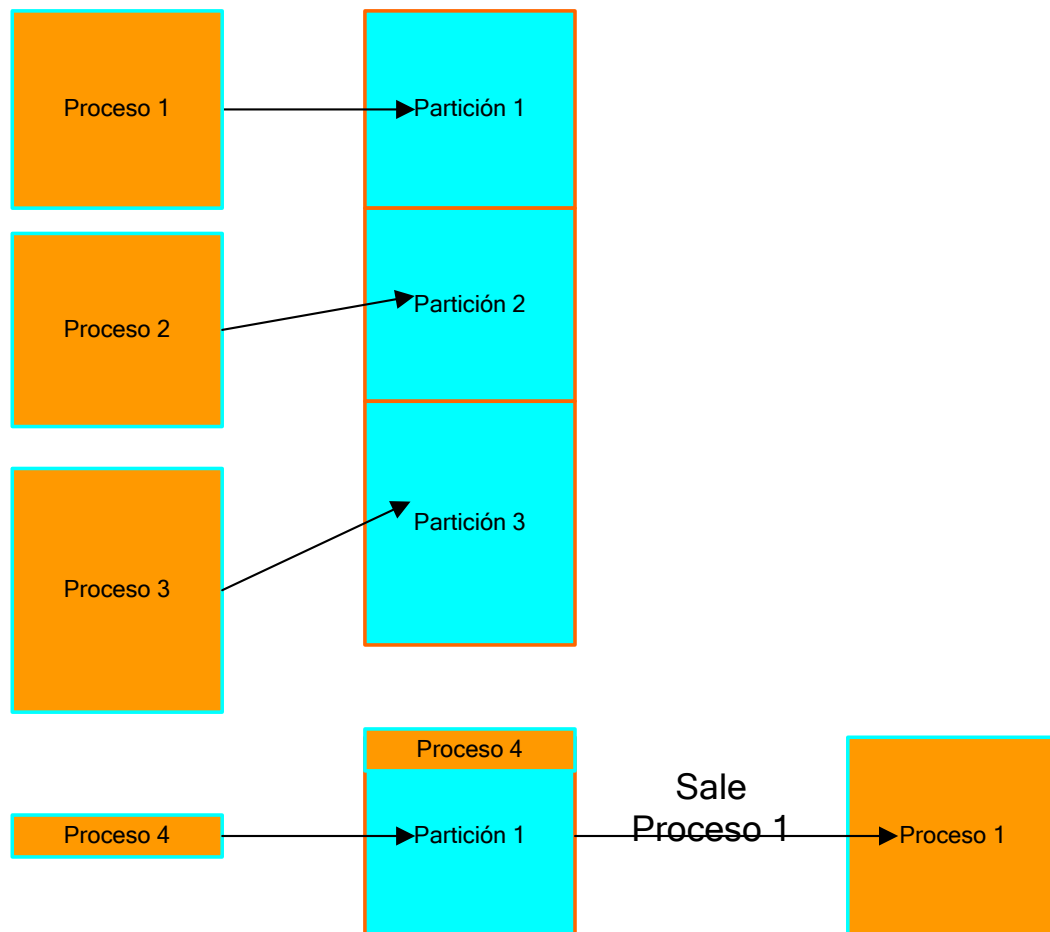 Proceso 1
Partición 1
Proceso 2
Partición 2
Proceso 3
Partición 3
Proceso 4
Proceso 4
Partición 1
Sale
Proceso 1
Proceso 1